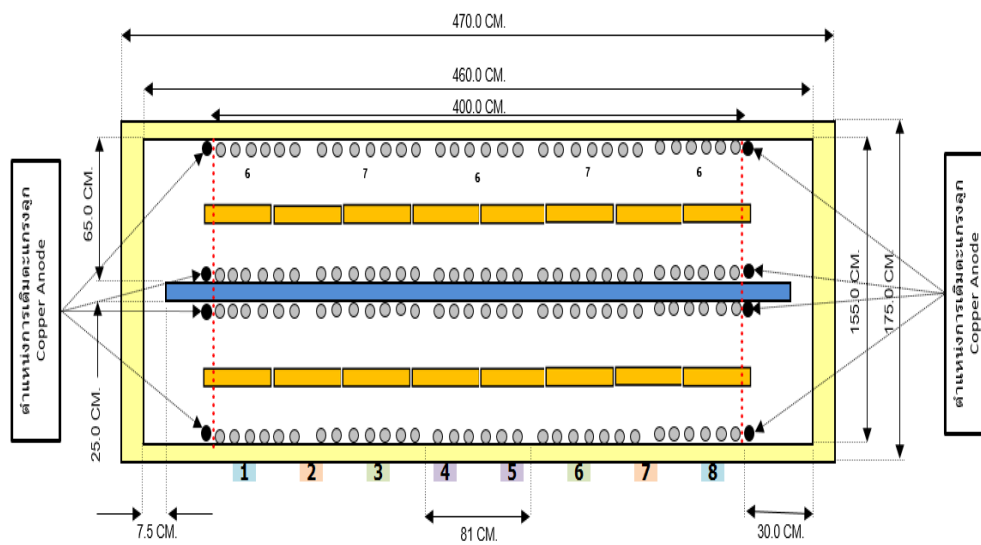 470.0 CM.
460.0 CM.
400.0 CM.
6 7 6 7 6
65.0 CM.
25.0 CM.
155.0 CM.
175.0 CM.
ตำแหน่งการเติมตะแกรงลูก
Copper Anode
ตำแหน่งการเติมตะแกรงลูก
Copper Anode
1 2 3 4 5 6 7 8
7.5 CM.
81 CM.
30.0 CM.